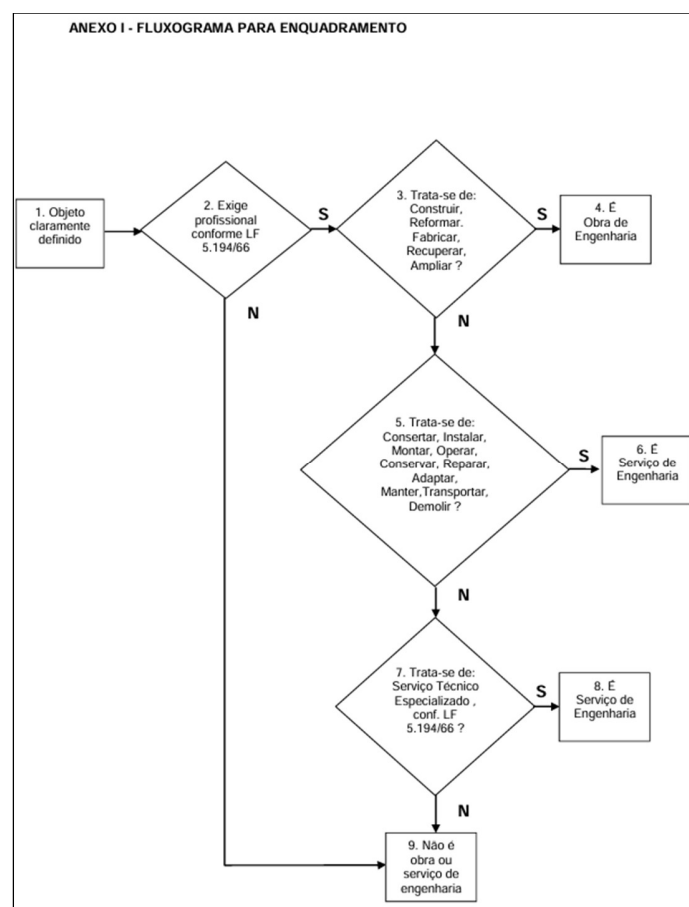 ANEXO I - FLUXOGRAMA PARA ENQUADRAMENTO
1. Objeto
claramente
definido
2. Exige
profissional
conforme LF
5.194/66
S
N
3. Trata-se de:
Construir,
Reformar.
Fabricar,
Recuperar,
Ampliar ?
S
N
4. É
Obra de
Engenharia
5. Trata-se de:
Consertar, Instalar,
Montar, Operar,
Conservar, Reparar,
Adaptar,
Manter,Transportar,
Demolir ?
S
N
6. É
Serviço de
Engenharia
7. Trata-se de:
Serviço Técnico
Especializado ,
conf. LF
5.194/66 ?
S
N
8. É
Serviço de
Engenharia
9. Não é
obra ou
serviço de
engenharia